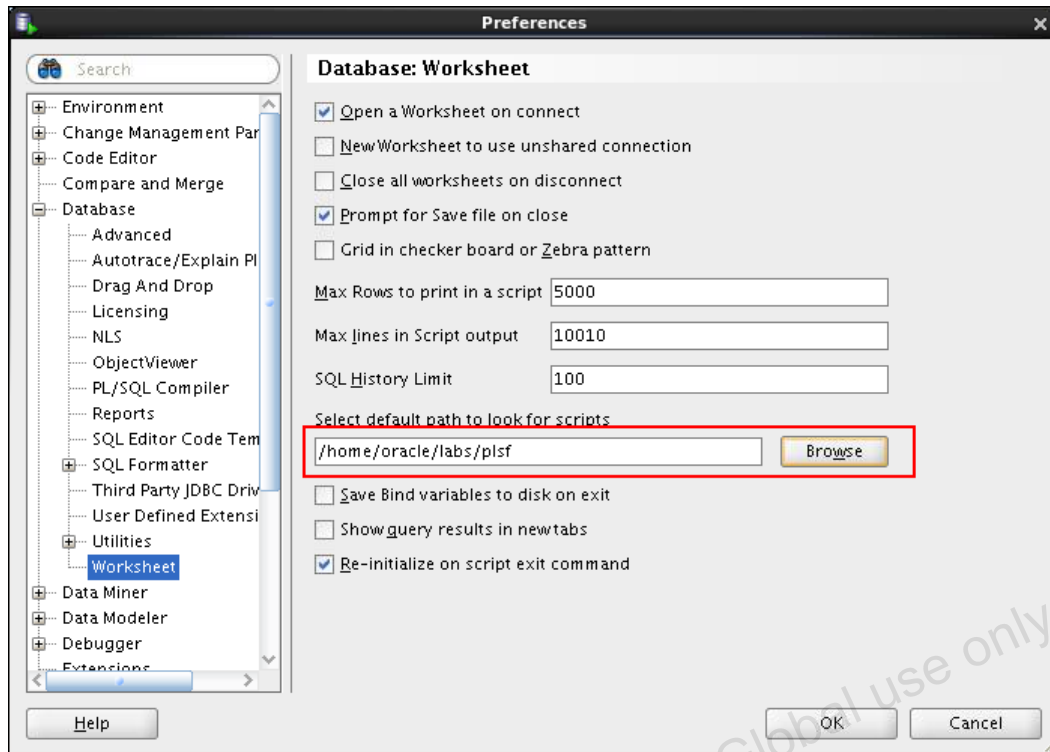 Preferences
Search
Environment
Change Management Par
Code Editor
Compare and Merge
Database
Advanced
Autotrace/Explain Pl
Drag And Drop
Licensing
NLS
ObjectViewer
PL/SQL Compiler
Reports
SQL Editor Code Tem
SQL Formatter
Third Party JDBC Driv
User Defined Extensi
Utilities
Worksheet
Data Miner
Data Modeler
Debugger
Extensions
Database: Worksheet
Open a Worksheet on connect
New Worksheet to use unshared connection
Close all worksheets on disconnect
Prompt for Save file on close
Grid in checker board or Zebra pattern
Max Rows to print in a script 5000
Max lines in Script output 10010
SQL History Limit 100
Select default path to look for scripts
/home/oracle/labs/plsf Browse
Save Bind variables to disk on exit
Show query results in new tabs
Re-initialize on script exit command
Help OK Cancel
Global use only